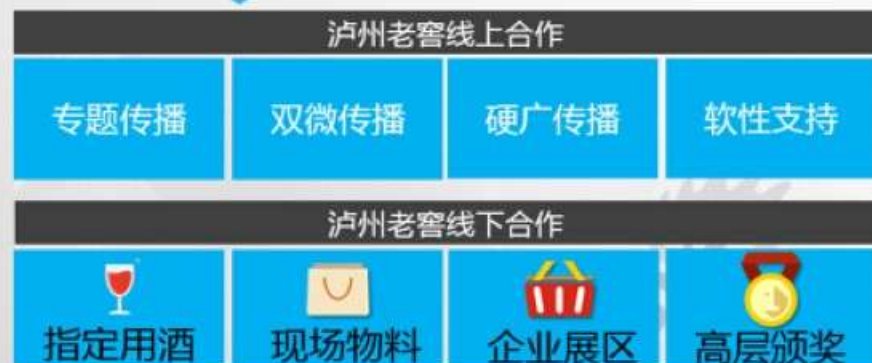 泸州老窖线上合作
专题传播 双微传播 硬广传播 软性支持
泸州老窖线下合作
指定用酒 现场物料 企业展区 高层颁奖